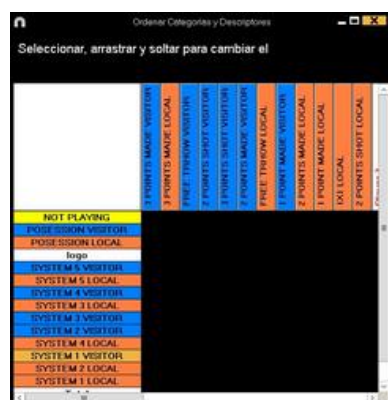 Ordenar Categorias y Descriptores
Seleccionar, arrastrar y soltar para cambiar el
3 POINTS MADE VISITOR
3 POINTS MADE LOCAL
FREE TRHOW VISITOR
2 POINTS SHOT VISITOR
3 POINTS SHOT VISITOR
2 POINTS MADE VISITOR
FREE TRHOW LOCAL
1 POINT MADE VISITOR
2 POINTS MADE LOCAL
1 POINT MADE LOCAL
1X1 LOCAL
2 POINTS SHOT LOCAL
NOT PLAYING
POSESSION VISITOR
POSESSION LOCAL
logo
SYSTEM 5 VISITOR
SYSTEM 5 LOCAL
SYSTEM 4 VISITOR
SYSTEM 3 LOCAL
SYSTEM 3 VISITOR
SYSTEM 2 VISITOR
SYSTEM 4 LOCAL
SYSTEM 1 VISITOR
SYSTEM 2 LOCAL
SYSTEM 1 LOCAL